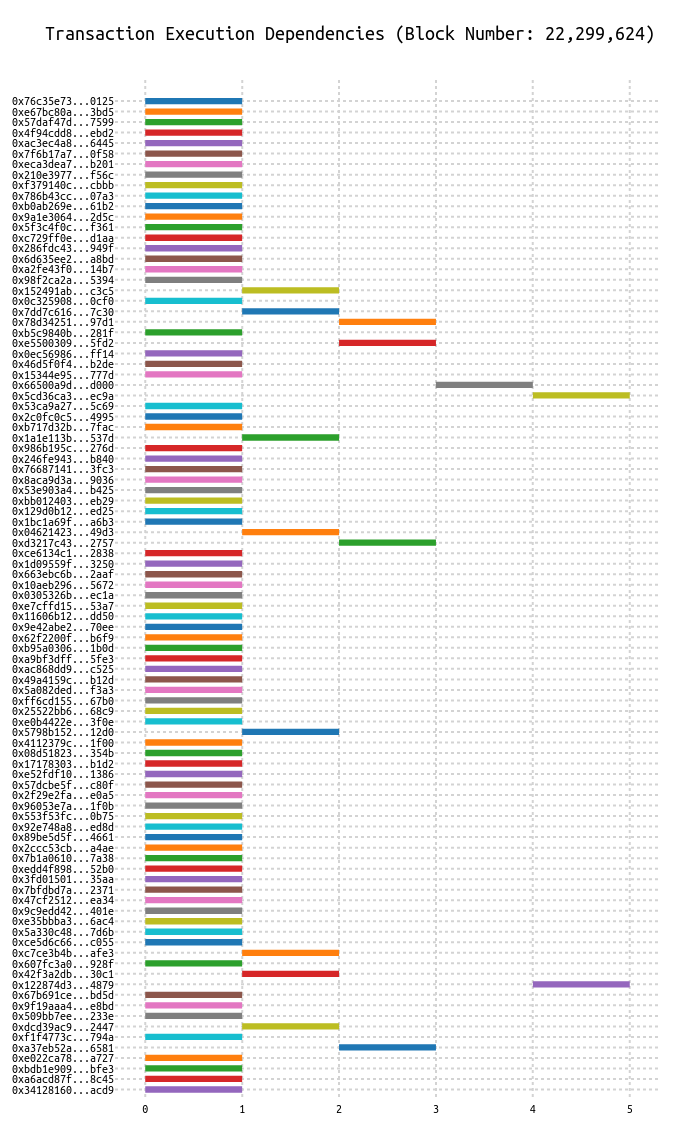 Transaction Execution Dependencies (Block Number: 22,299,624)
0x76c35e73...0125
0xe67bc80a...3bd5
0x57daf47d...7599
0x4f94cdd8...ebd2
0xac3ec4a8...6445
0x7f6b17a7...0f58
0xeca3dea7...b201
0x210e3977...f56c
0xf379140c...cbbb
0x786b43cc...07a3
0xb0ab269e...61b2
0x9a1e3064...2d5c
0x5f3c4f0c...f361
0xc729ff0e...d1aa
0x286fdc43...949f
0x6d635ee2...a8bd
0xa2fe43f0...14b7
0x98f2ca2a...5394
0x152491ab...c3c5
0x0c325908...0cf0
0x7dd7c616...7c30
0x78d34251...97d1
0xb5c9840b...281f
0xe5500309...5fd2
0x0ec56986...ff14
0x46d5f0f4...b2de
0x15344e95...777d
0x66500a9d...d000
0x5cd36ca3...ec9a
0x53ca9a27...5c69
0x2c0fc0c5...4995
0xb717d32b...7fac
0x1a1e113b...537d
0x986b195c...276d
0x246fe943...b840
0x76687141...3fc3
0x8aca9d3a...9036
0x53e903a4...b425
0xbb012403...eb29
0x129d0b12...ed25
0x1bc1a69f...a6b3
0x04621423...49d3
0xd3217c43...2757
0xce6134c1...2838
0x1d09559f...3250
0x663ebc6b...2aaf
0x10aeb296...5672
0x0305326b...ec1a
0xe7cffd15...53a7
0x11606b12...dd50
0x9e42abe2...70ee
0x62f2200f...b6f9
0xb95a0306...1b0d
0xa9bf3dff...5fe3
0xac868dd9...c525
0x49a4159c...b12d
0x5a082ded...f3a3
0xff6cd155...67b0
0x25522bb6...68c9
0xe0b4422e...3f0e
0x5798b152...12d0
0x4112379c...1f00
0x08d51823...354b
0x17178303...b1d2
0xe52fdf10...1386
0x57dcbe5f...c80f
0x2f29e2fa...e0a5
0x96053e7a...1f0b
0x553f53fc...0b75
0x92e748a8...ed8d
0x89be5d5f...4661
0x2ccc53cb...a4ae
0x7b1a0610...7a38
0xedd4f898...52b0
0x3fd01501...35aa
0x7bfdbd7a...2371
0x47cf2512...ea34
0x9c9edd42...401e
0xe35bbba3...6ac4
0x5a330c48...7d6b
0xce5d6c66...c055
0xc7ce3b4b...afe3
0x607fc3a0...928f
0x42f3a2db...30c1
0x122874d3...4879
0x67b691ce...bd5d
0x9f19aaa4...e8bd
0x509bb7ee...233e
0xdcd39ac9...2447
0xf1f4773c...794a
0xa37eb52a...6581
0xe022ca78...a727
0xbdb1e909...bfe3
0xa6acd87f...8c45
0x34128160...acd9
0 1 2 3 4 5